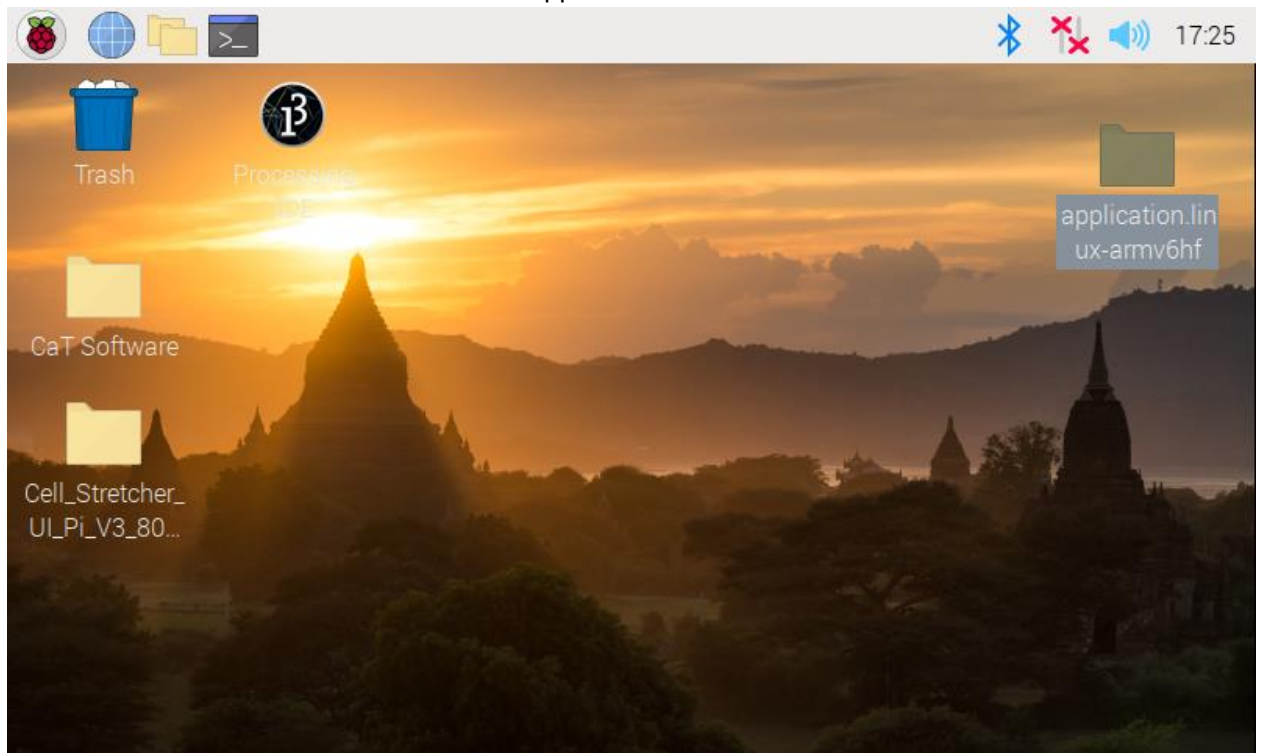 17:25
Trash
Processing
IDE
application.lin
ux-armv6hf
CaT Software
Cell_Stretcher_
UI_Pi_V3_80...